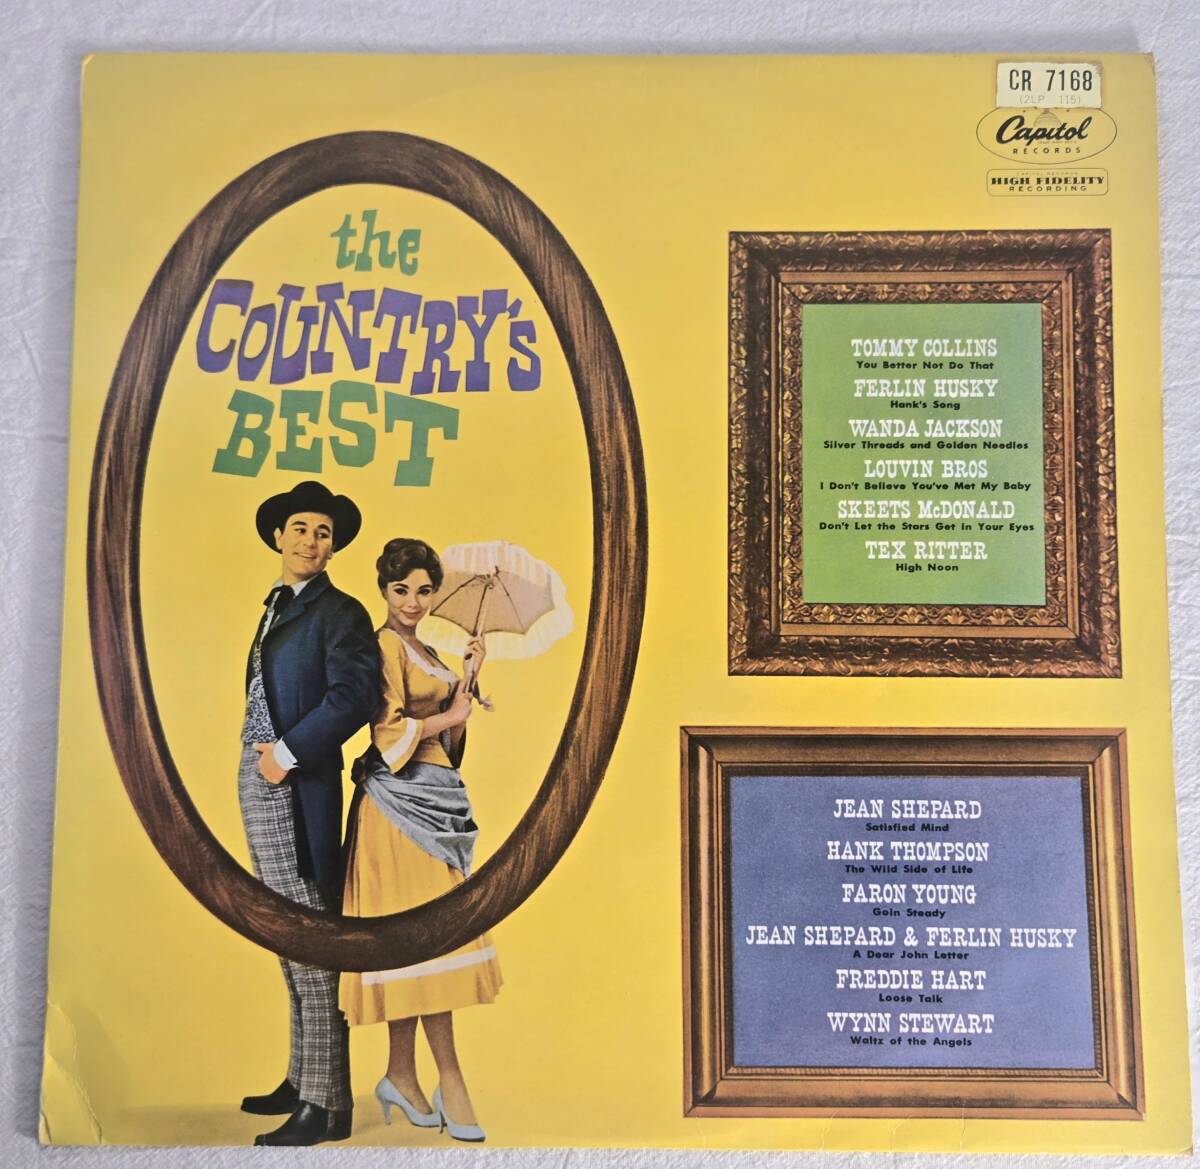 CR 7168
(2LP 115)
Capitol
RECORDS
HIGH FIDELITY
RECORDING
the
COUNTRY's
BEST
TOMMY COLLINS
You Better Not Do That
FERLIN HUSKY
Hank's Song
WANDA JACKSON
Silver Threads and Golden Needles
LOUVIN BROS
I Don't Believe You've Met My Baby
SKEETS McDONALD
Don't Let the Stars Get in Your Eyes
TEX RITTER
High Noon
JEAN SHEPARD
Satisfied Mind
HANK THOMPSON
The Wild Side of Life
FARON YOUNG
Goin Steady
JEAN SHEPARD & FERLIN HUSKY
A Dear John Letter
FREDDIE HART
Loose Talk
WYNN STEWART
Waltz of the Angels